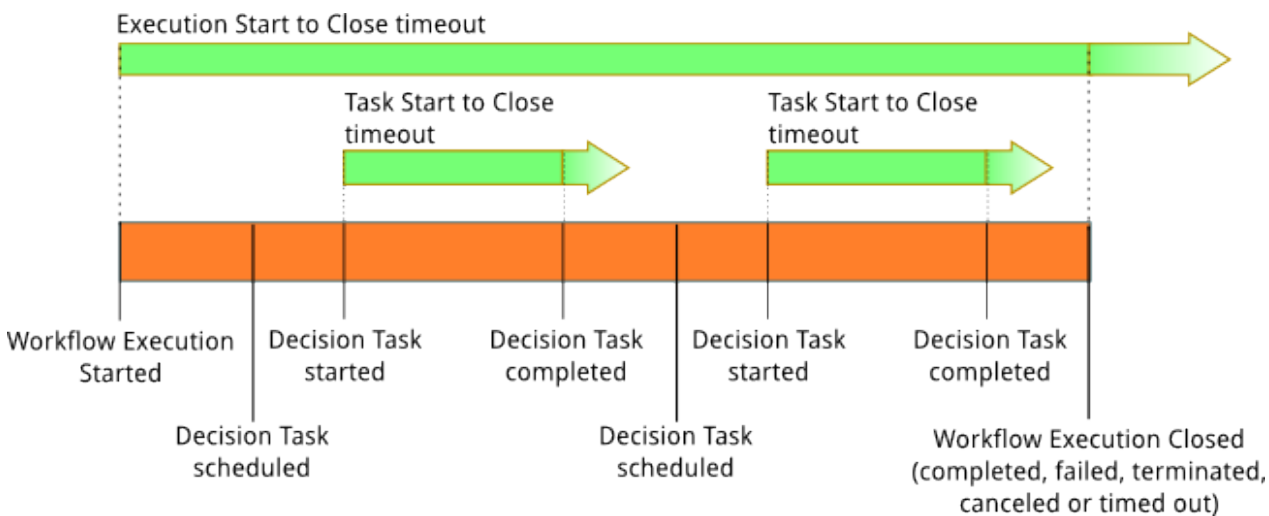 Execution Start to Close timeout
Task Start to Close
timeout
Task Start to Close
timeout
Workflow Execution
Started
Decision Task
started
Decision Task
completed
Decision Task
started
Decision Task
completed
Decision Task
scheduled
Decision Task
scheduled
Workflow Execution Closed
(completed, failed, terminated,
canceled or timed out)